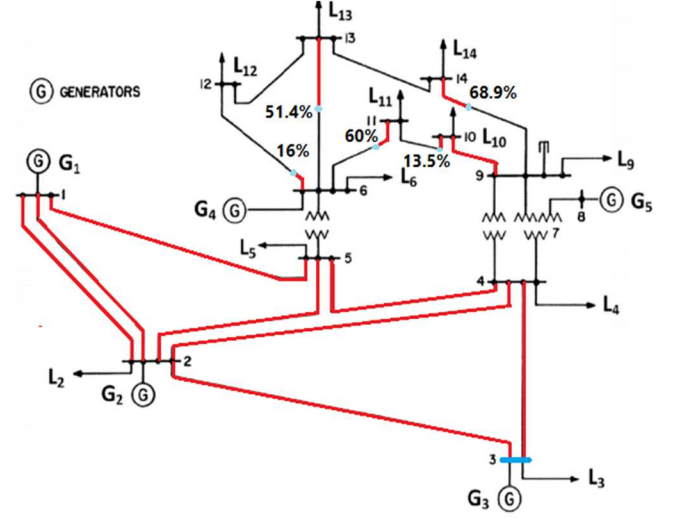 L13
13
L14
14
L12
12
G GENERATORS
68.9%
L11
51.4%
11
60%
10 L10
16%
13.5%
G G1
9
L9
1
6
L6
G4 G
G G5
8
7
L5
5
4
L4
2
L2
G2 G
3
L3
G3 G